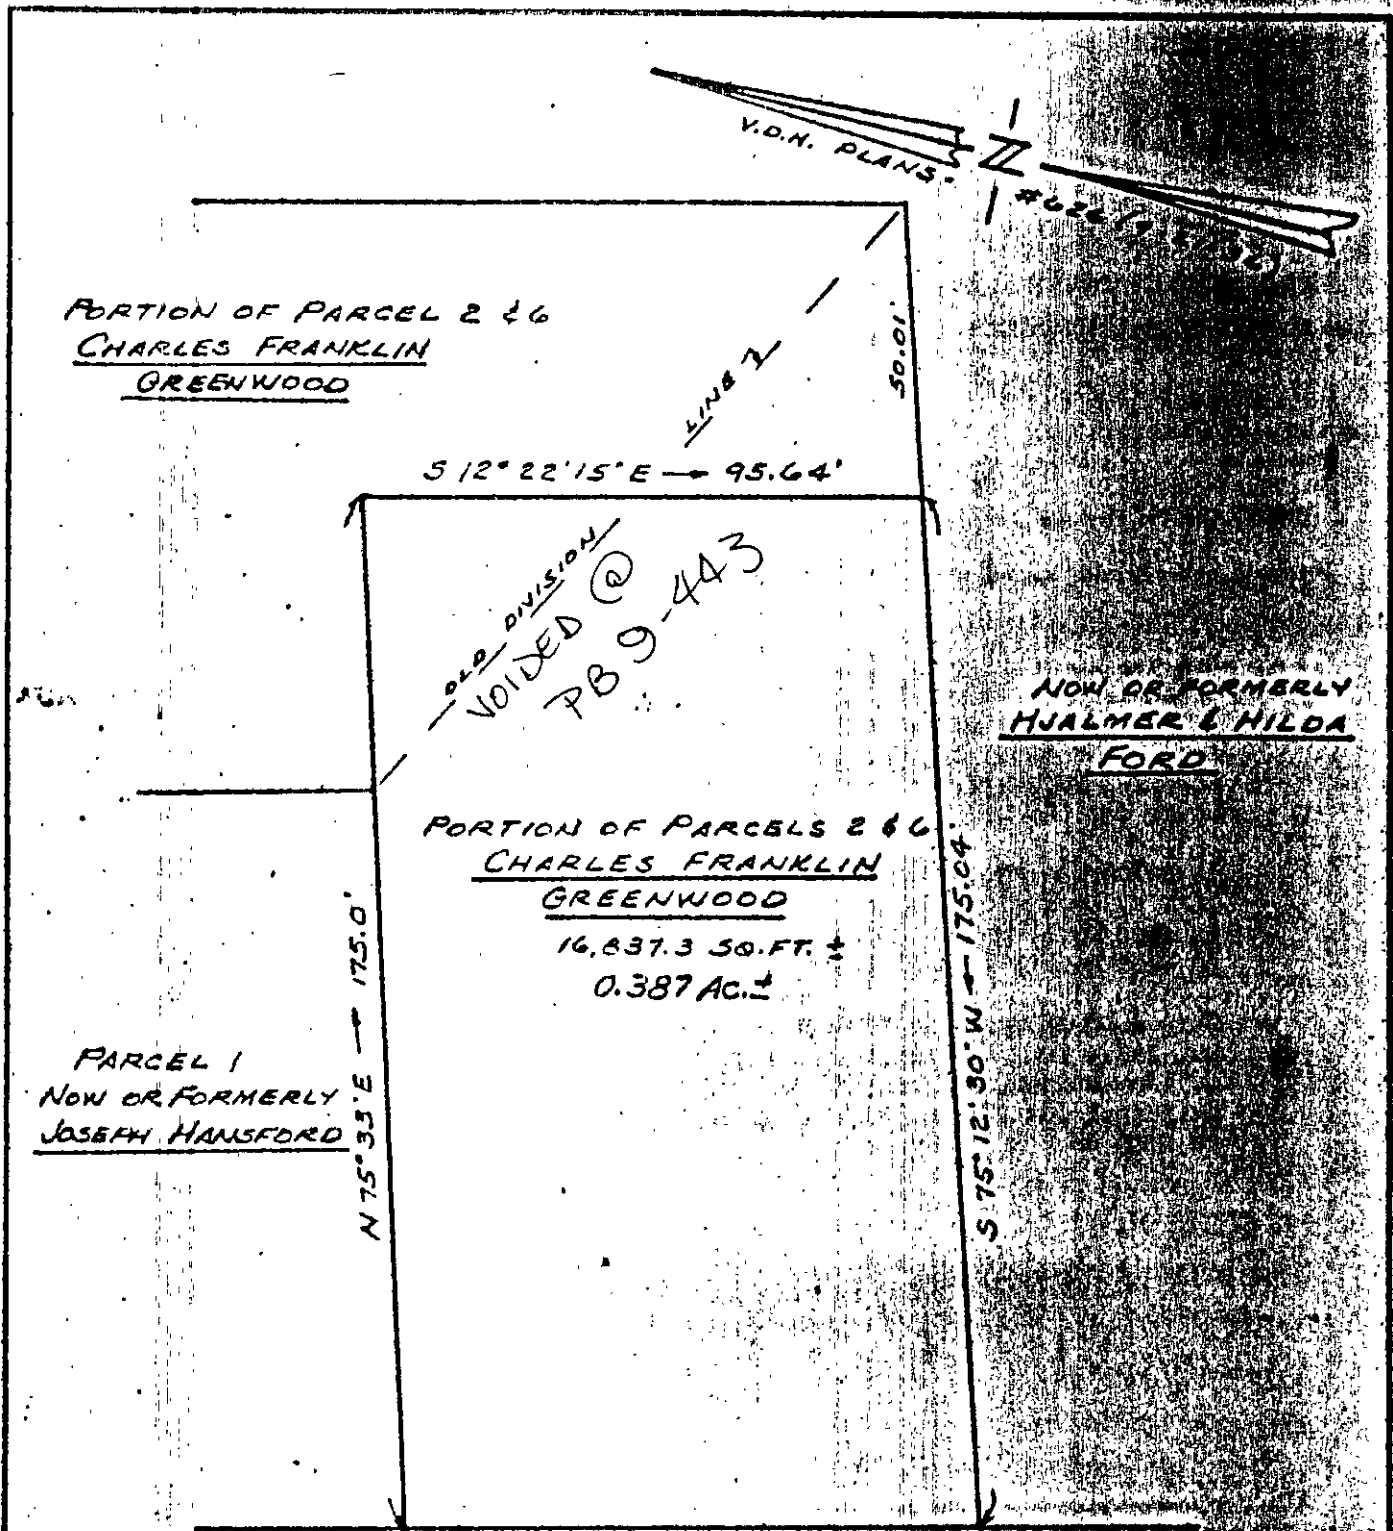 V.D.H. PLANS.
Z
#626
PORTION OF PARCEL 2 & 6
CHARLES FRANKLIN
GREENWOOD
50.01'
LINE
S 12° 22' 15" E → 95.64'
OLD DIVISION
VOIDED @
PB 9-443
NOW OR FORMERLY
HJALMER & HILDA
FORD
PORTION OF PARCELS 2 & 6
CHARLES FRANKLIN
GREENWOOD
16,837.3 SQ.FT. ±
0.387 AC.±
N 75° 33' E → 175.0'
S 75° 12' 30" W → 175.04'
PARCEL 1
NOW OR FORMERLY
JOSEPH HANSFORD